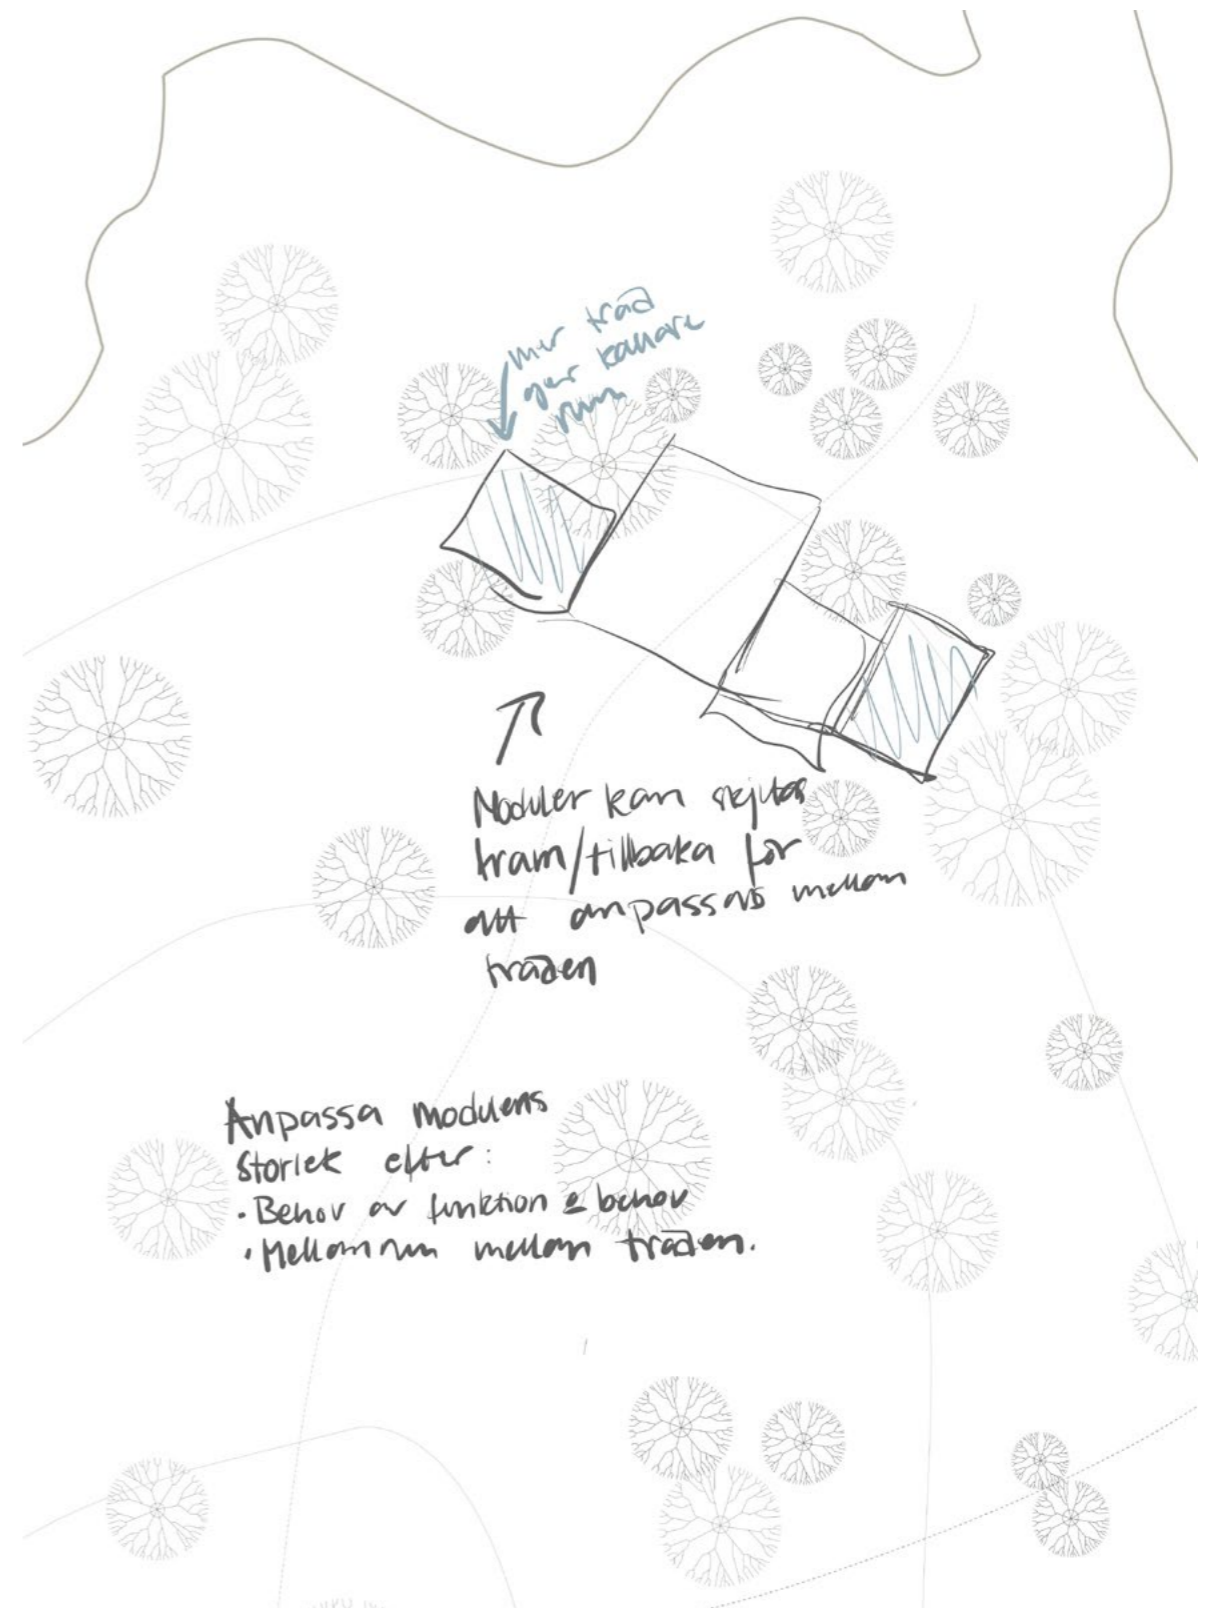 mer träd
ger kallare
rum
Moduler kan skjutas
fram/tillbaka för
att anpassas mellan
träden
Anpassa modulens
storlek efter:
• Behov av funktion & behov
• Mellanrum mellan träden.